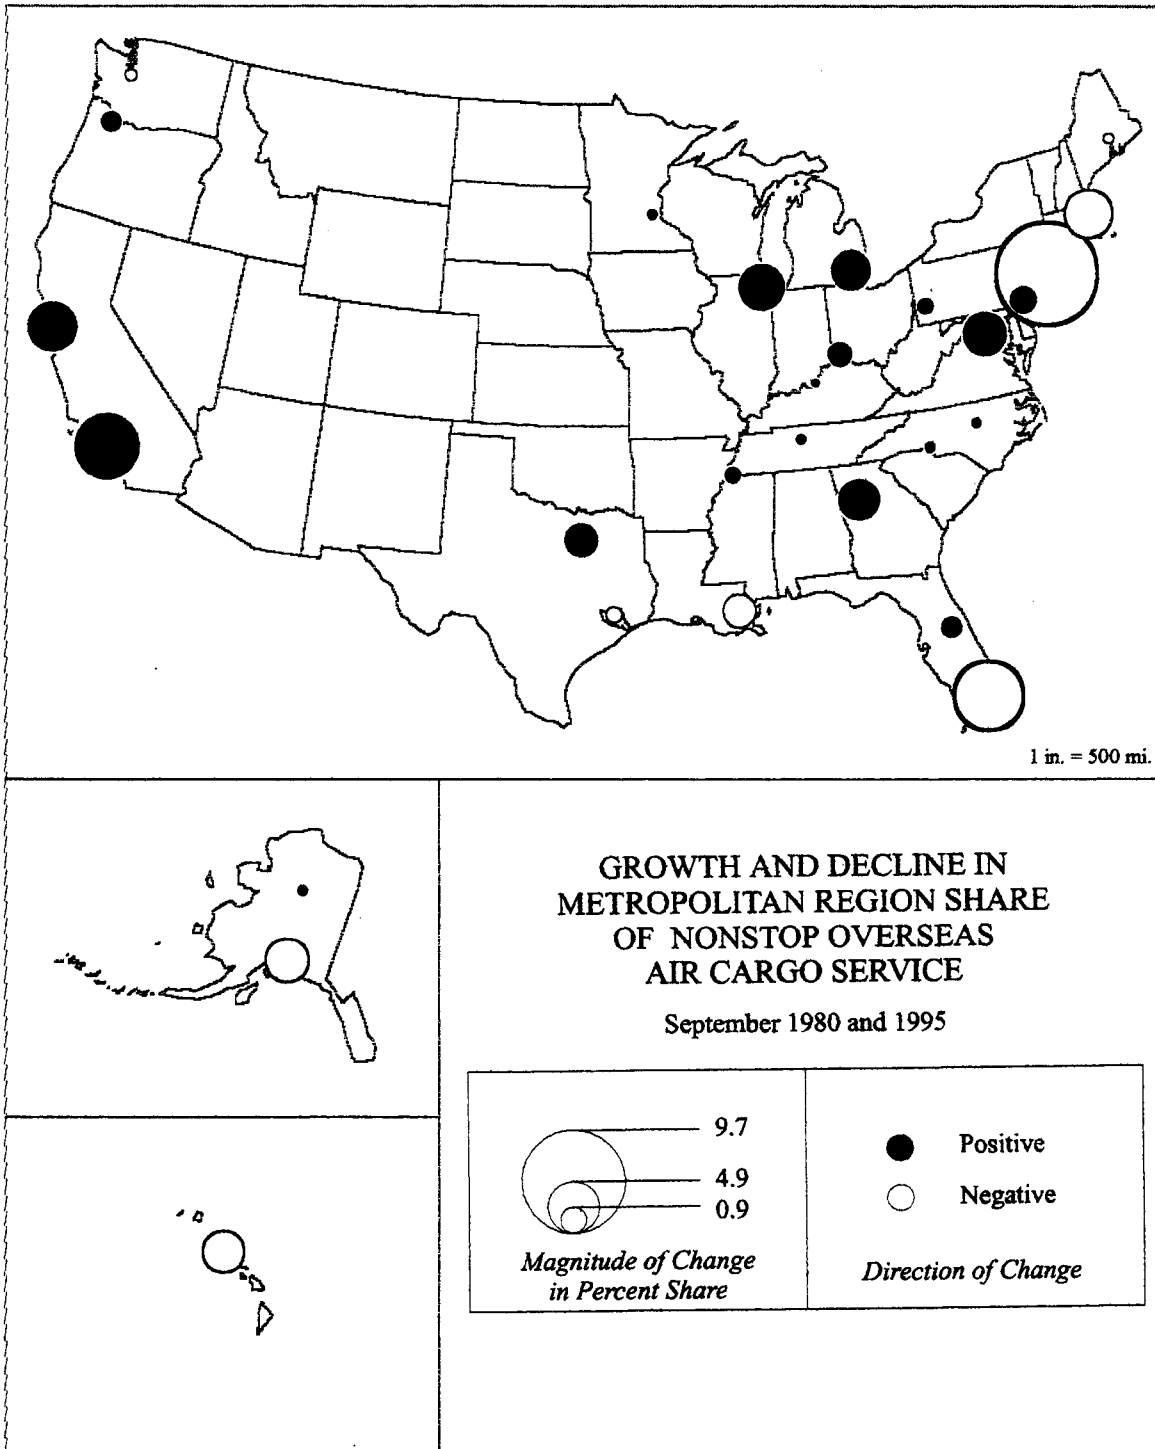 1 in. = 500 mi.
GROWTH AND DECLINE IN
METROPOLITAN REGION SHARE
OF NONSTOP OVERSEAS
AIR CARGO SERVICE
September 1980 and 1995
9.7
4.9
0.9
Magnitude of Change
in Percent Share
Positive
Negative
Direction of Change